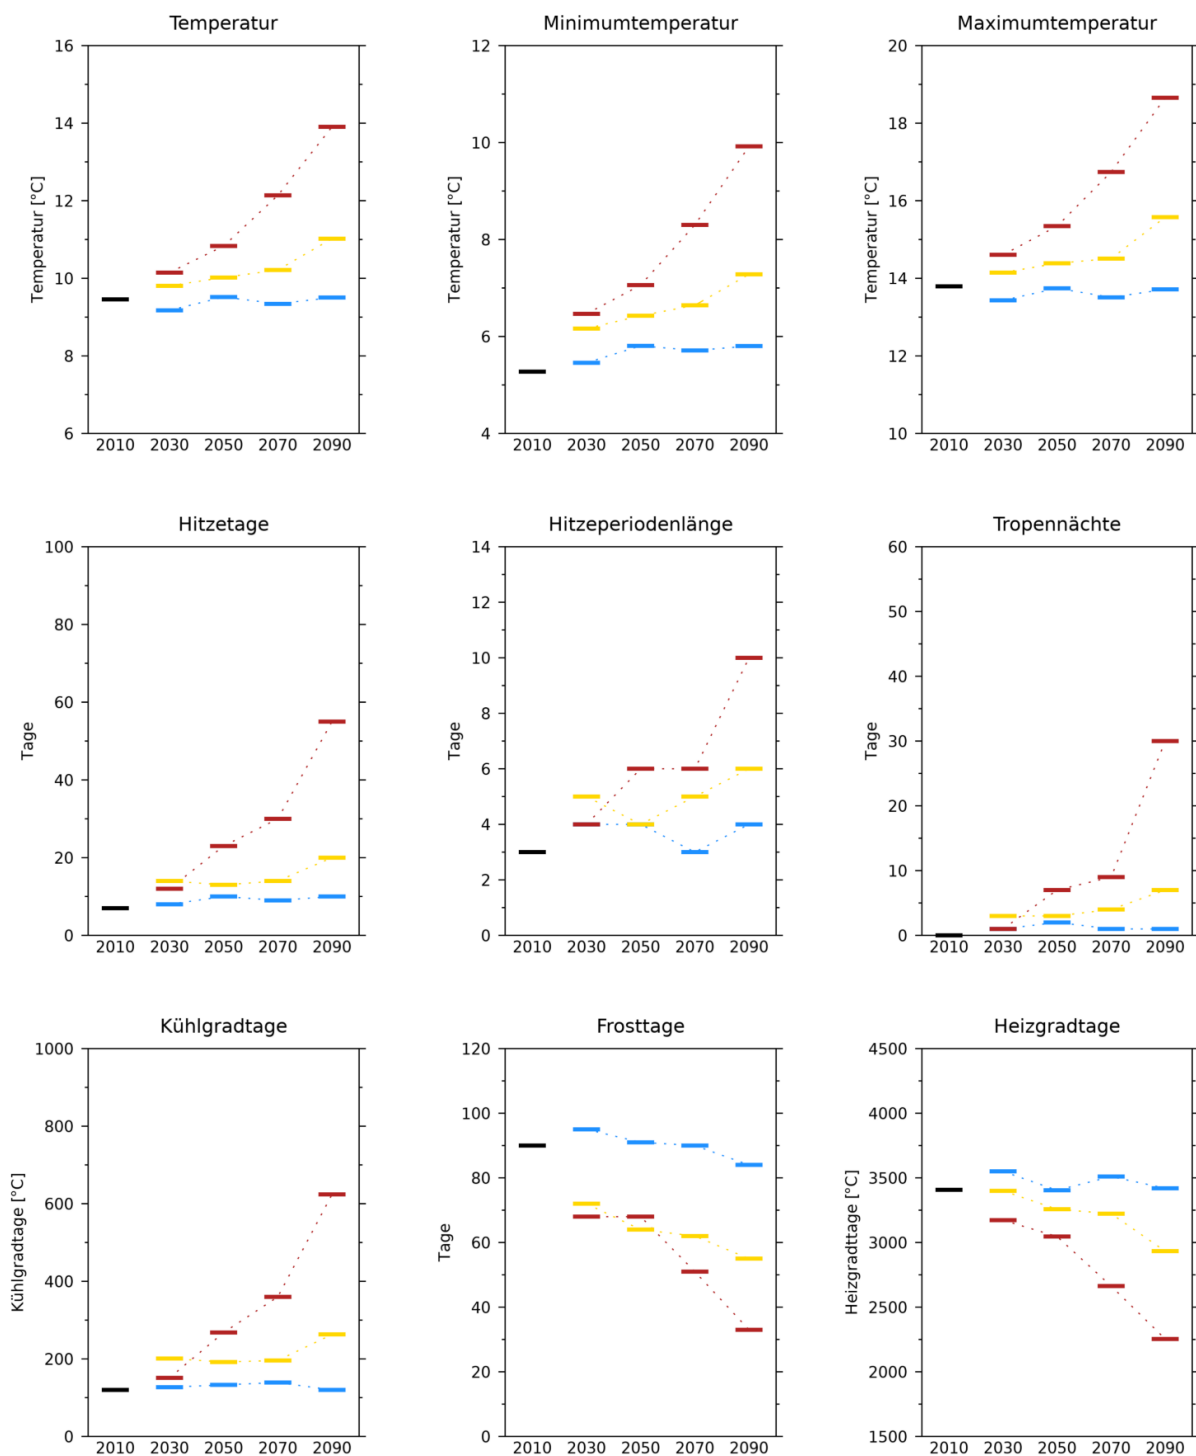 Temperatur
Temperatur [°C]
16
14
12
10
8
6
2010 2030 2050 2070 2090
Minimumtemperatur
Temperatur [°C]
12
10
8
6
4
2010 2030 2050 2070 2090
Maximumtemperatur
Temperatur [°C]
20
18
16
14
12
10
2010 2030 2050 2070 2090
Hitzetage
Tage
100
80
60
40
20
0
2010 2030 2050 2070 2090
Hitzeperiodenlänge
Tage
14
12
10
8
6
4
2
0
2010 2030 2050 2070 2090
Tropennächte
Tage
60
50
40
30
20
10
0
2010 2030 2050 2070 2090
Kühlgradtage
Kühlgradtage [°C]
1000
800
600
400
200
0
2010 2030 2050 2070 2090
Frosttage
Tage
120
100
80
60
40
20
0
2010 2030 2050 2070 2090
Heizgradtage
Heizgradttage [°C]
4500
4000
3500
3000
2500
2000
1500
2010 2030 2050 2070 2090